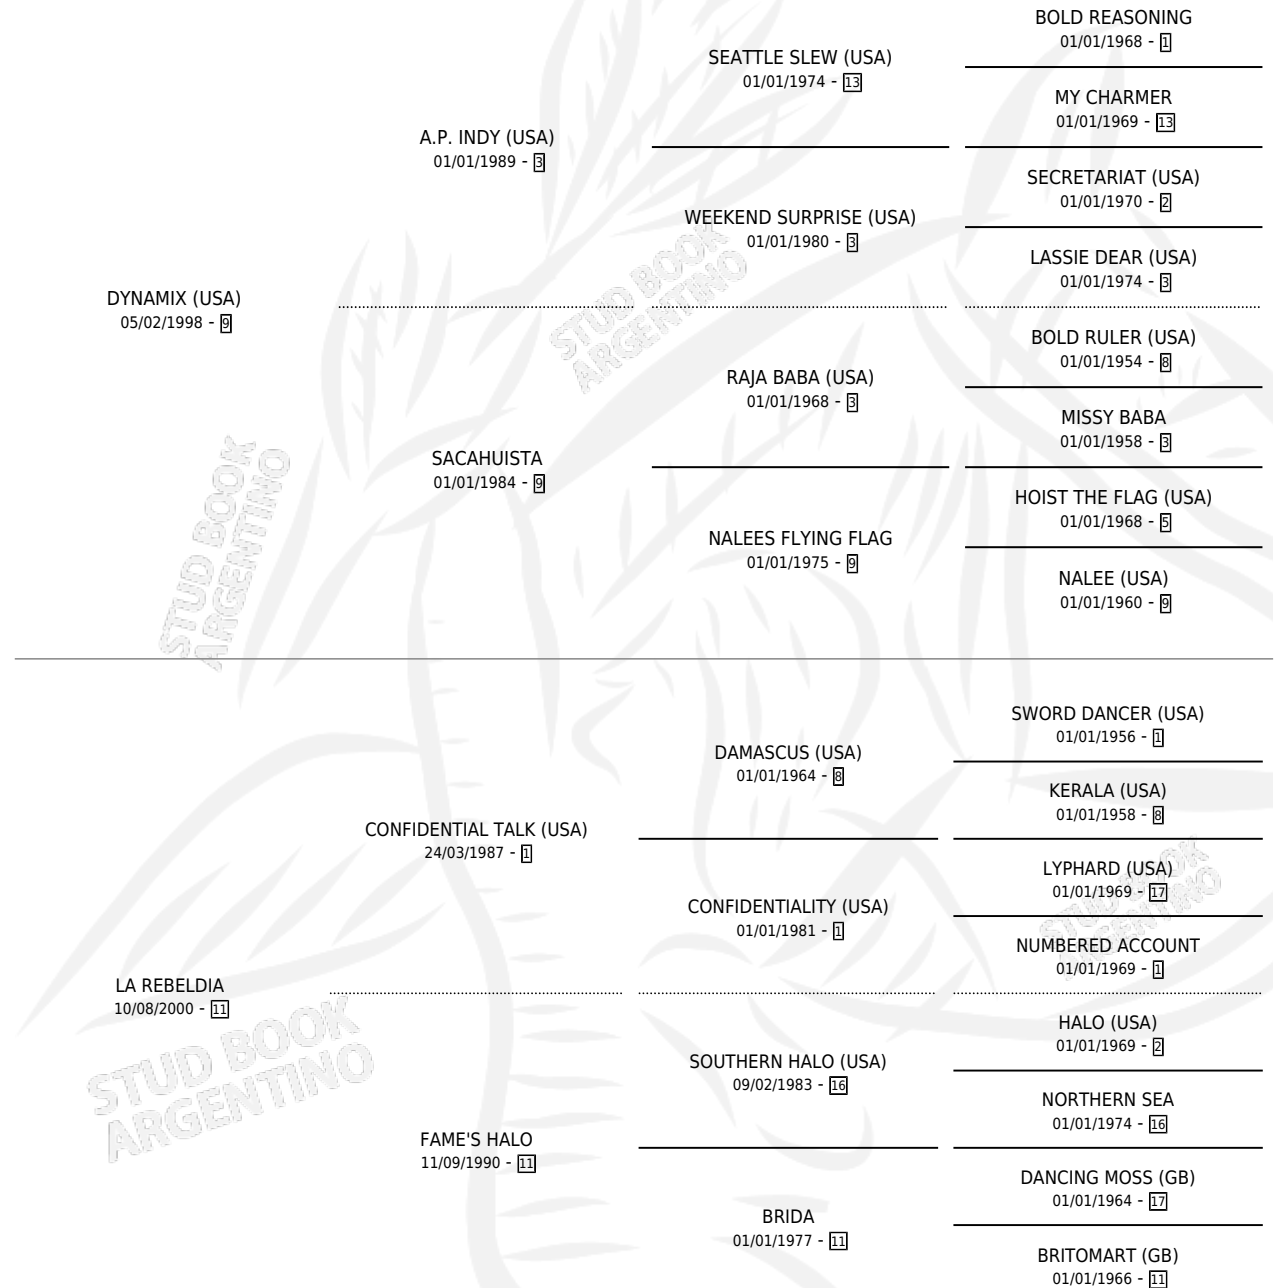 BOLD REASONING
01/01/1968 - 1
SEATTLE SLEW (USA)
01/01/1974 - 13
MY CHARMER
01/01/1969 - 13
A.P. INDY (USA)
01/01/1989 - 3
SECRETARIAT (USA)
01/01/1970 - 2
WEEKEND SURPRISE (USA)
01/01/1980 - 3
LASSIE DEAR (USA)
01/01/1974 - 3
DYNAMIX (USA)
05/02/1998 - 9
STUD BOOK
ARGENTINO
BOLD RULER (USA)
01/01/1954 - 8
RAJA BABA (USA)
01/01/1968 - 3
MISSY BABA
01/01/1958 - 3
SACAHUISTA
01/01/1984 - 9
HOIST THE FLAG (USA)
01/01/1968 - 5
NALEES FLYING FLAG
01/01/1975 - 9
NALEE (USA)
01/01/1960 - 9
STUD BOOK
ARGENTINO
SWORD DANCER (USA)
01/01/1956 - 1
DAMASCUS (USA)
01/01/1964 - 8
KERALA (USA)
01/01/1958 - 8
CONFIDENTIAL TALK (USA)
24/03/1987 - 1
LYPHARD (USA)
01/01/1969 - 17
CONFIDENTIALITY (USA)
01/01/1981 - 1
STUD BOOK
ARGENTINO
NUMBERED ACCOUNT
01/01/1969 - 1
LA REBELDIA
10/08/2000 - 11
STUD BOOK
ARGENTINO
HALO (USA)
01/01/1969 - 2
SOUTHERN HALO (USA)
09/02/1983 - 16
NORTHERN SEA
01/01/1974 - 16
FAME'S HALO
11/09/1990 - 11
DANCING MOSS (GB)
01/01/1964 - 17
BRIDA
01/01/1977 - 11
BRITOMART (GB)
01/01/1966 - 11